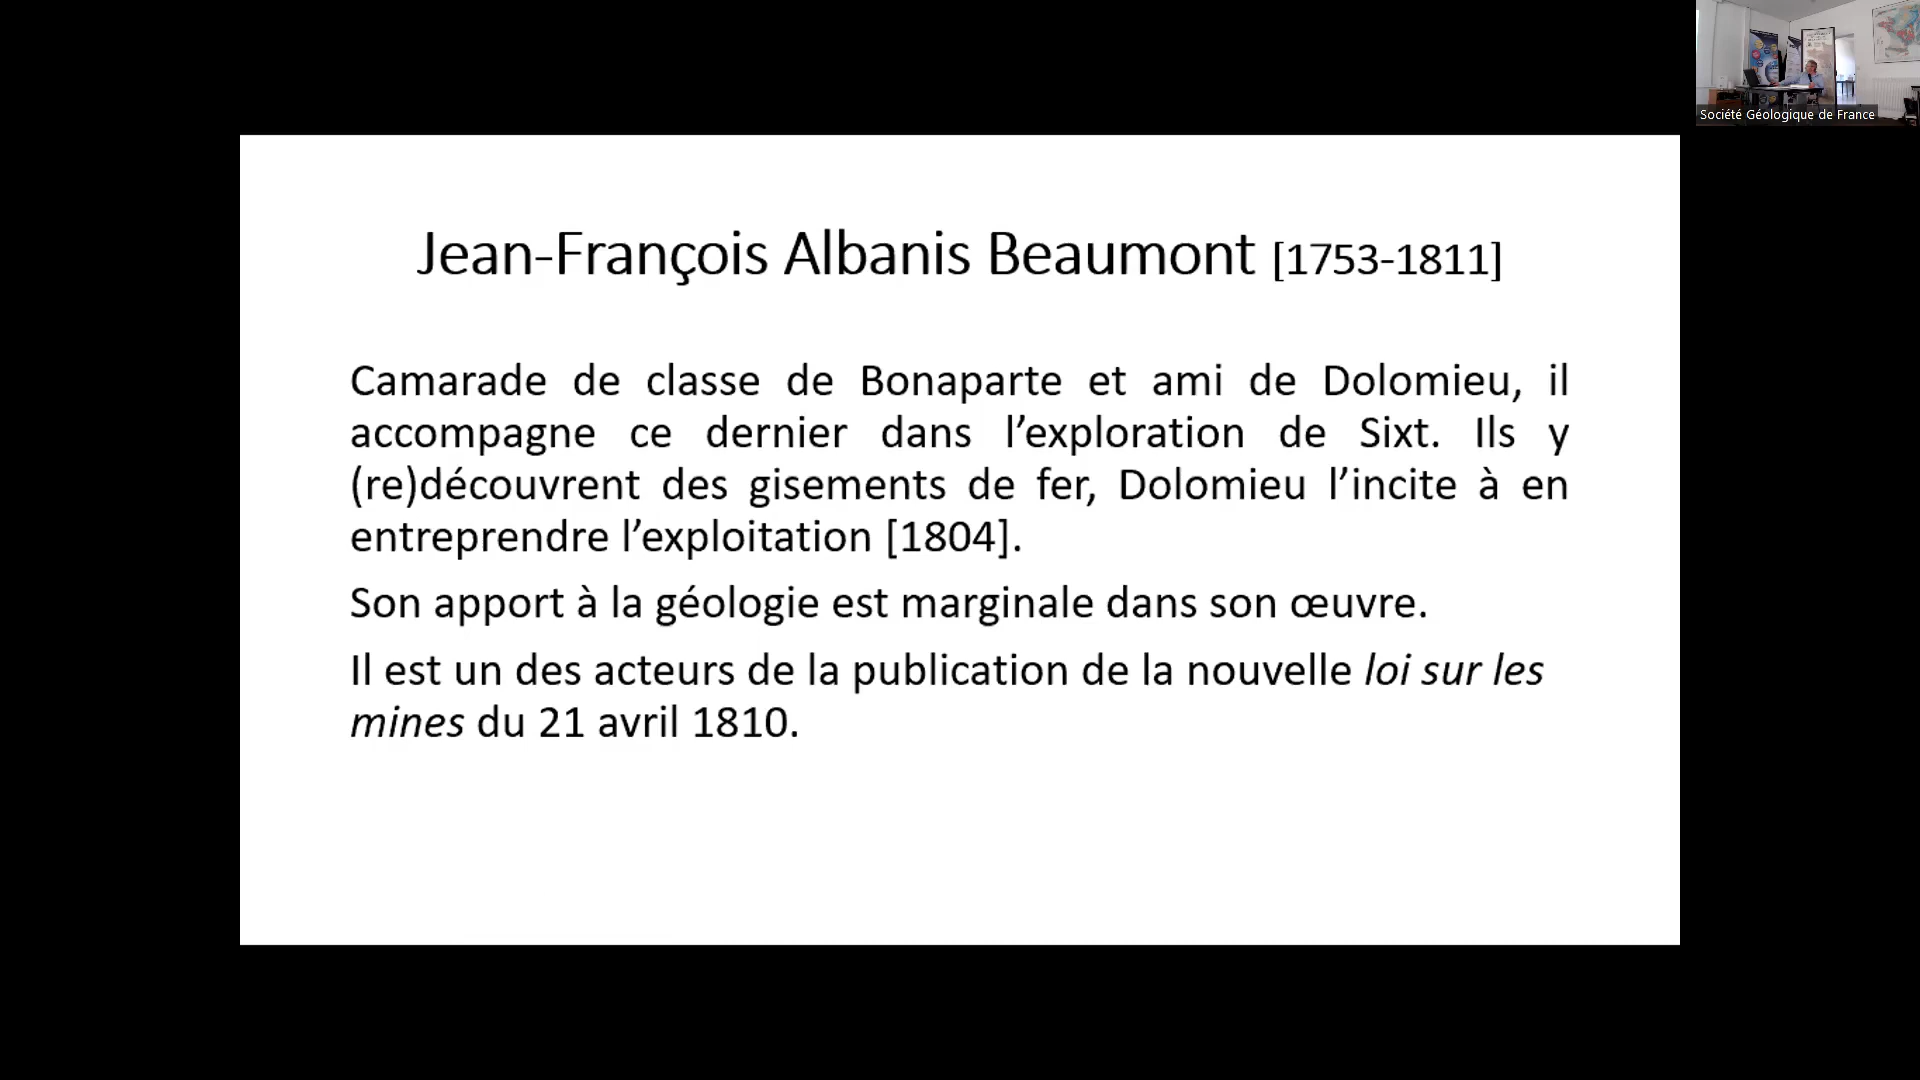 Société Géologique de France
Jean-François Albanis Beaumont [1753-1811]
Camarade de classe de Bonaparte et ami de Dolomieu, il
accompagne ce dernier dans l’exploration de Sixt. Ils y
(re)découvrent des gisements de fer, Dolomieu l’incite à en
entreprendre l’exploitation [1804].
Son apport à la géologie est marginale dans son œuvre.
Il est un des acteurs de la publication de la nouvelle loi sur les
mines du 21 avril 1810.